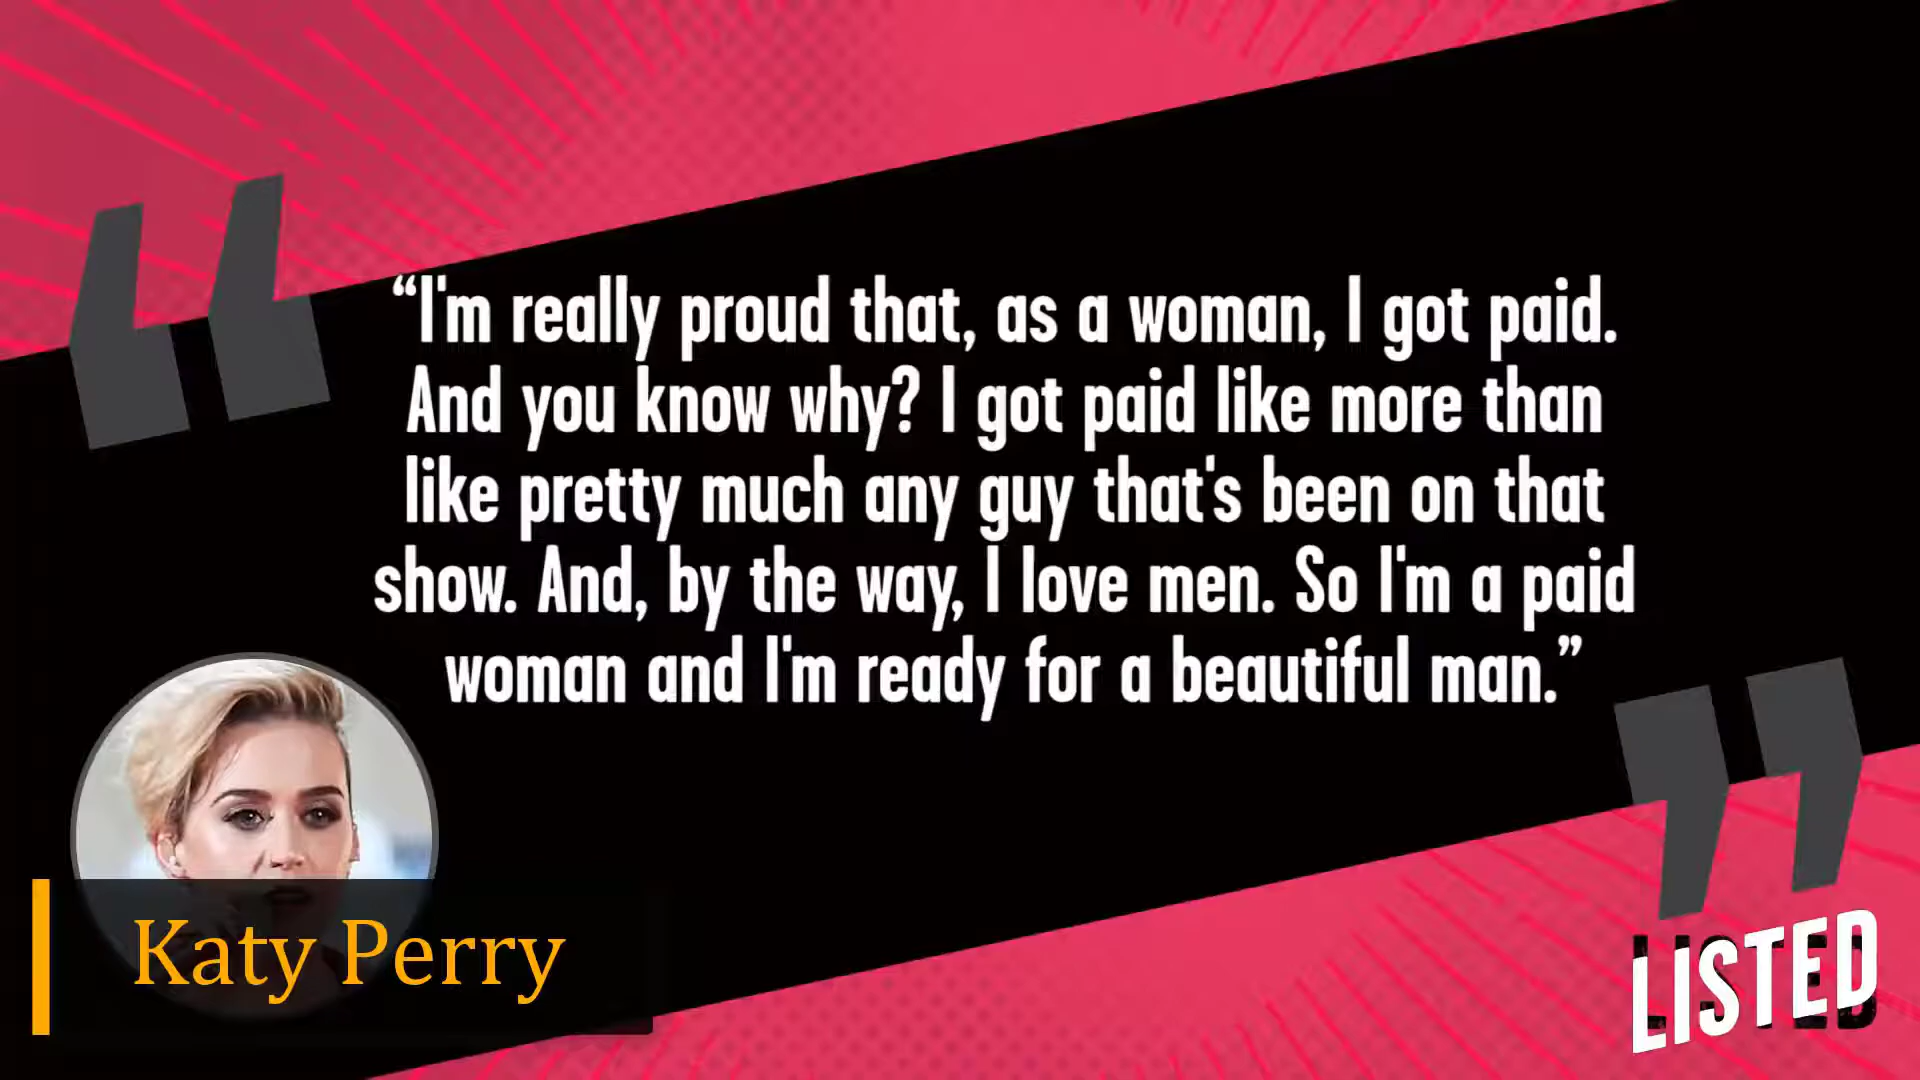 “I'm really proud that, as a woman, I got paid.
And you know why? I got paid like more than
like pretty much any guy that's been on that
show. And, by the way, I love men. So I'm a paid
woman and I'm ready for a beautiful man.”
Katy Perry
LISTED